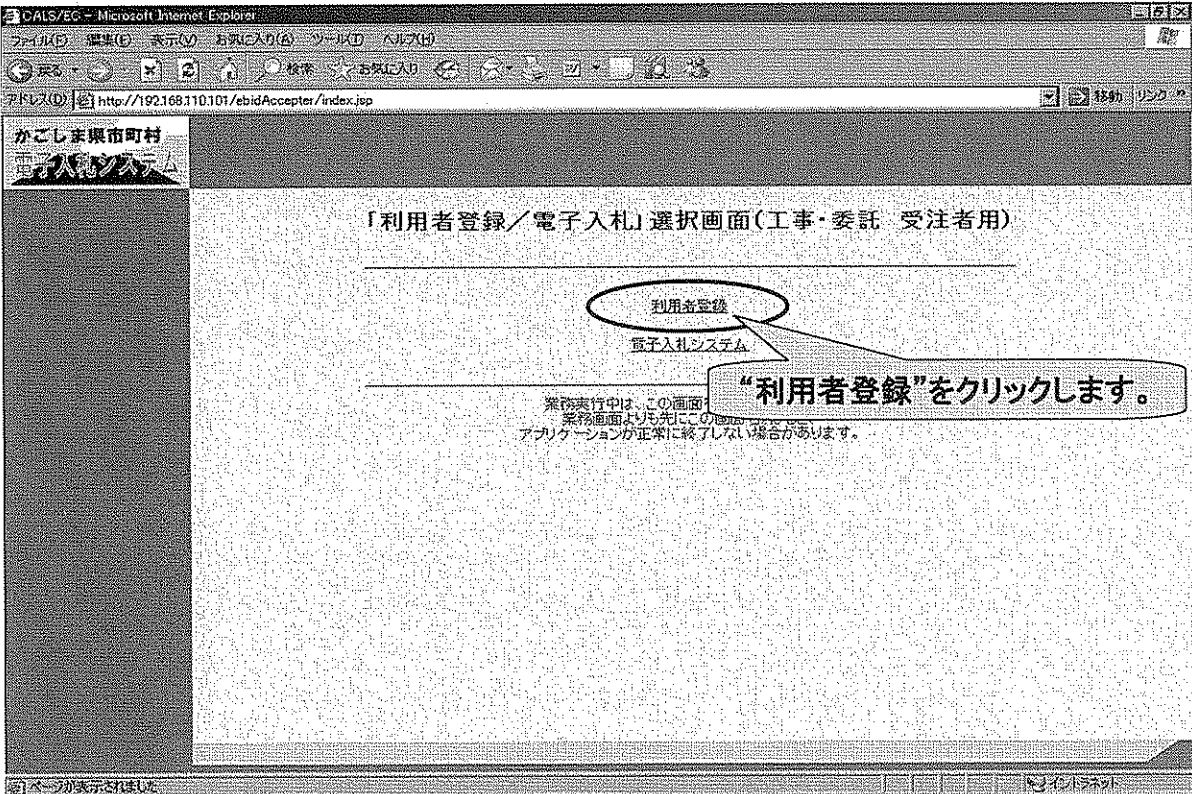 CALS/EC - Microsoft Internet Explorer
ファイル(F) 編集(E) 表示(V) お気に入り(A) ツール(T) ヘルプ(H)
戻る 検索 お気に入り
アドレス(D) http://192.168.110.101/ebidAccepter/index.jsp 移動 リンク »
かごしま県市町村
電子入札システム
「利用者登録/電子入札」選択画面(工事・委託 受注者用)
利用者登録
電子入札システム
“利用者登録”をクリックします。
業務実行中は、この画面
業務画面よりも先にこの画面
アプリケーションが正常に終了しない場合があります。
ページが表示されました イントラネット